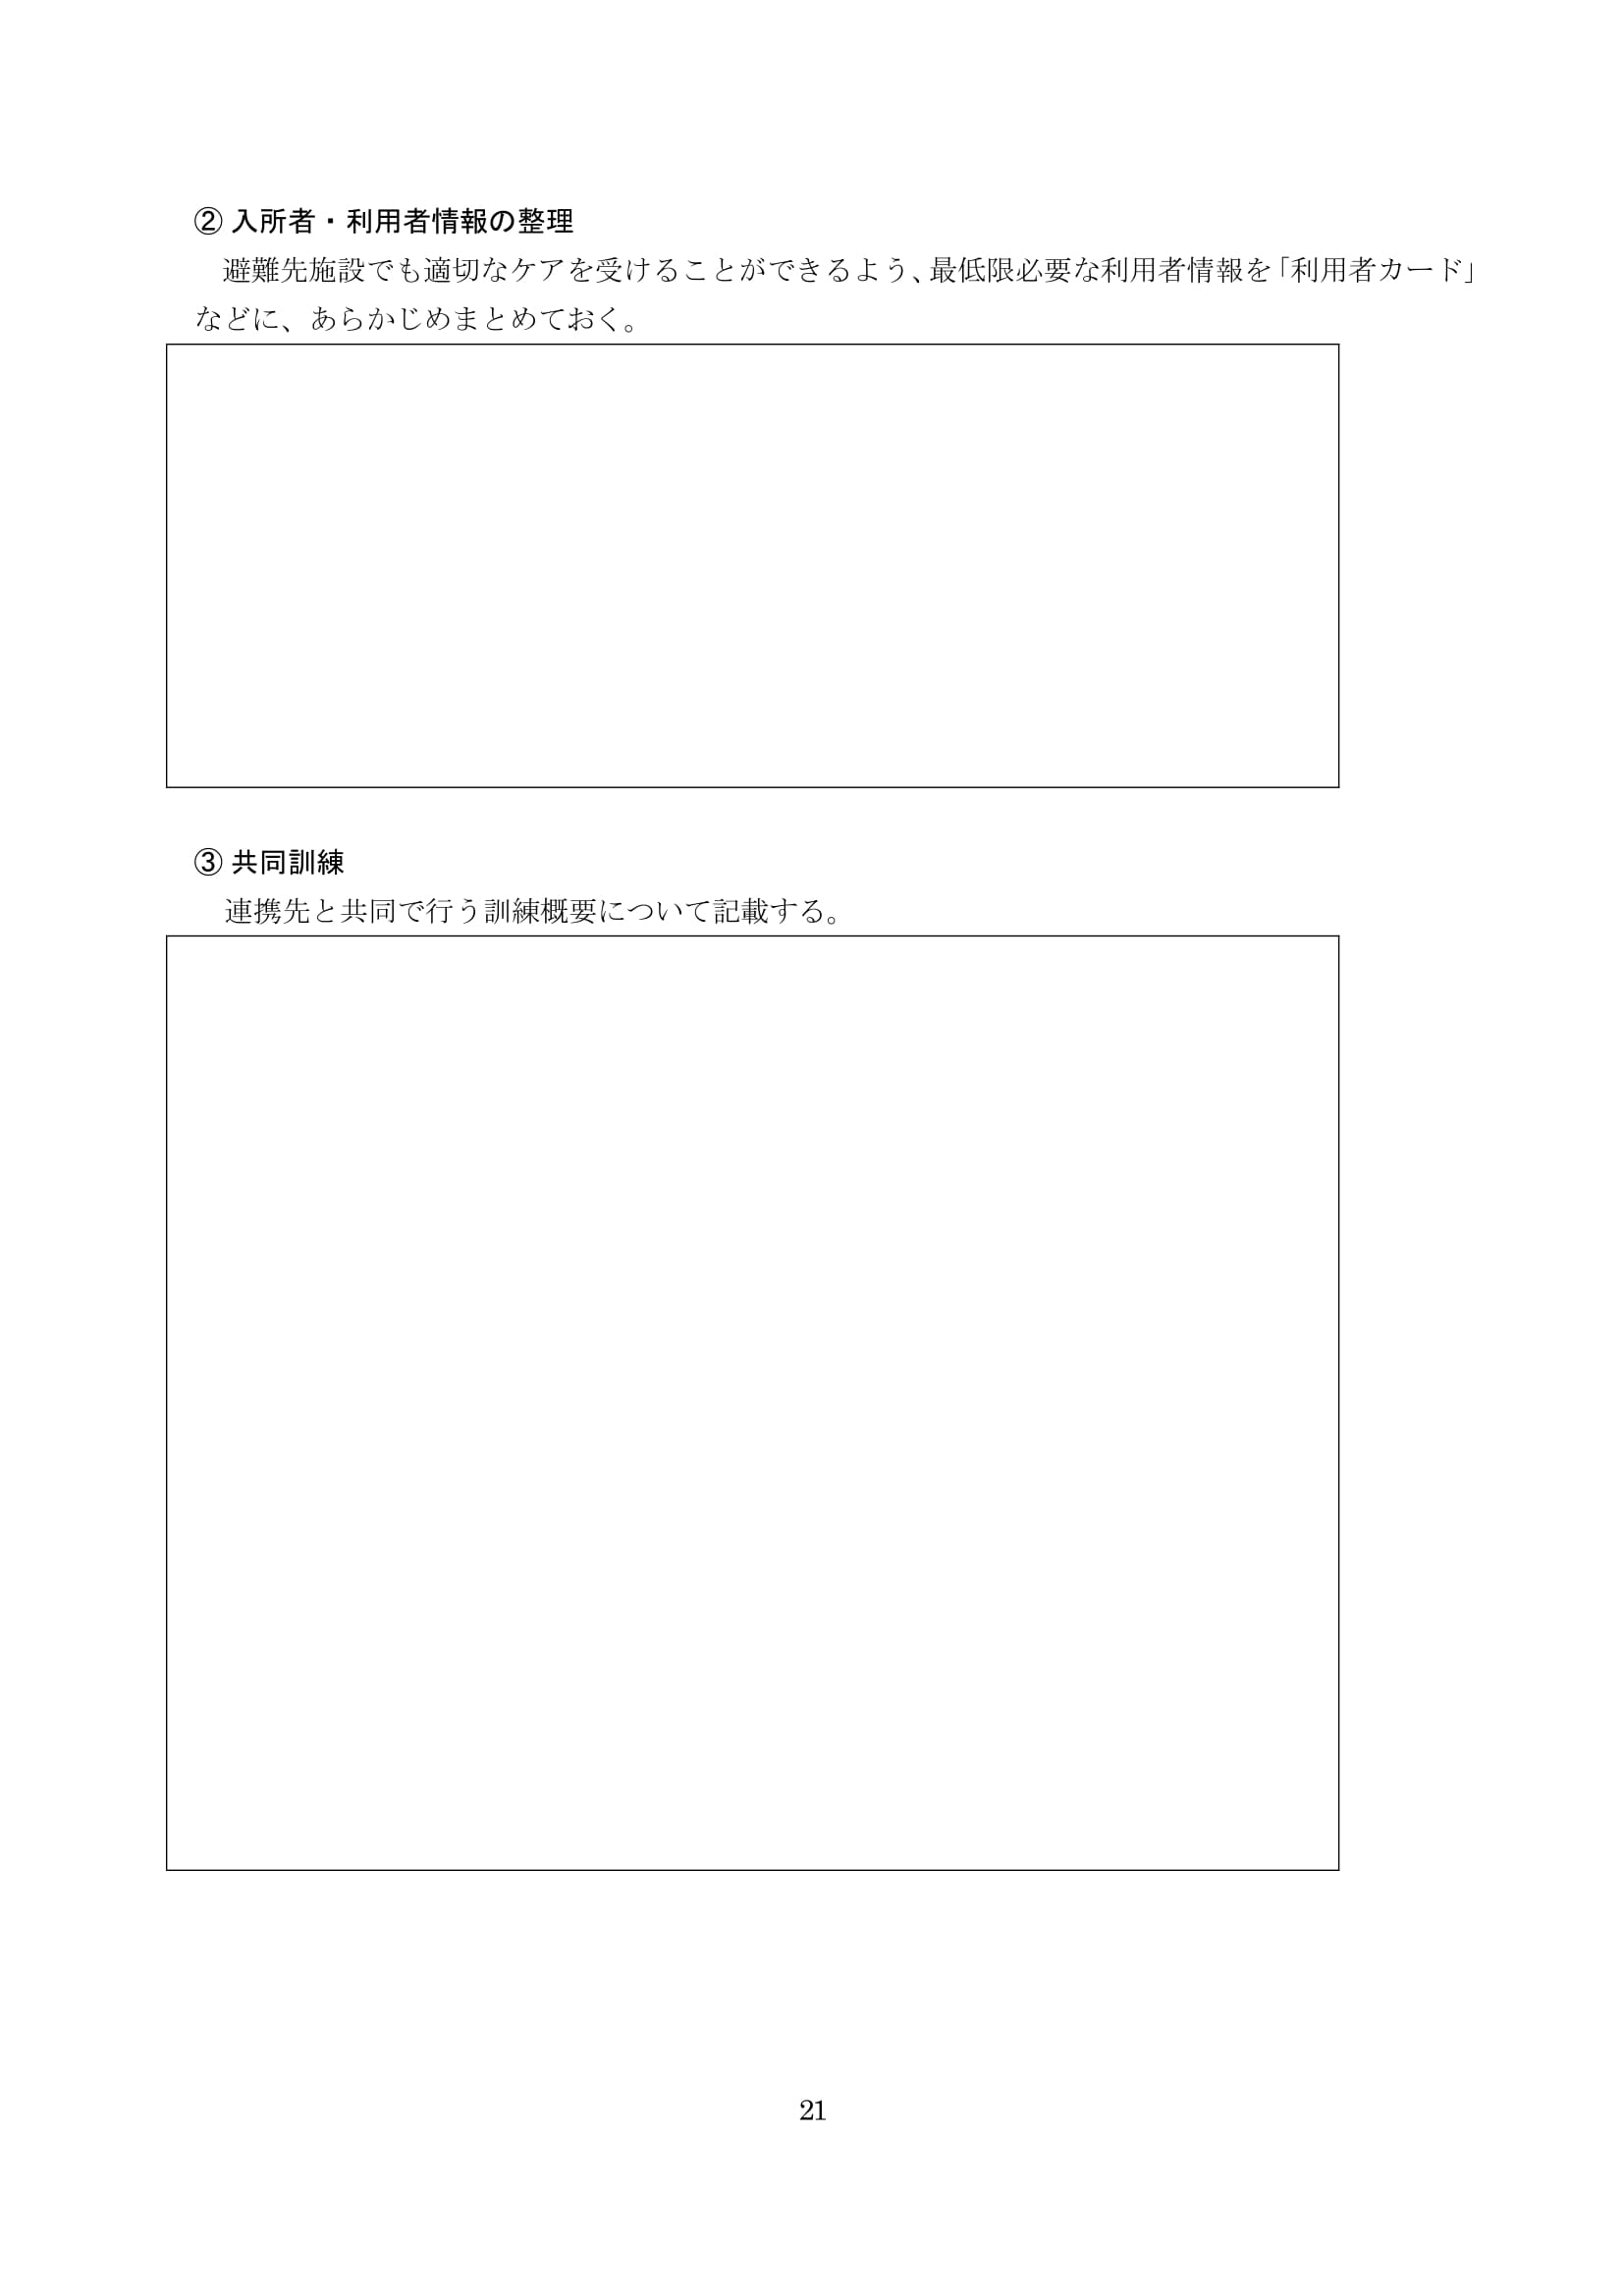 ② 入所者・利用者情報の整理
避難先施設でも適切なケアを受けることができるよう、最低限必要な利用者情報を「利用者カード」
などに、あらかじめまとめておく。
③ 共同訓練
連携先と共同で行う訓練概要について記載する。
21